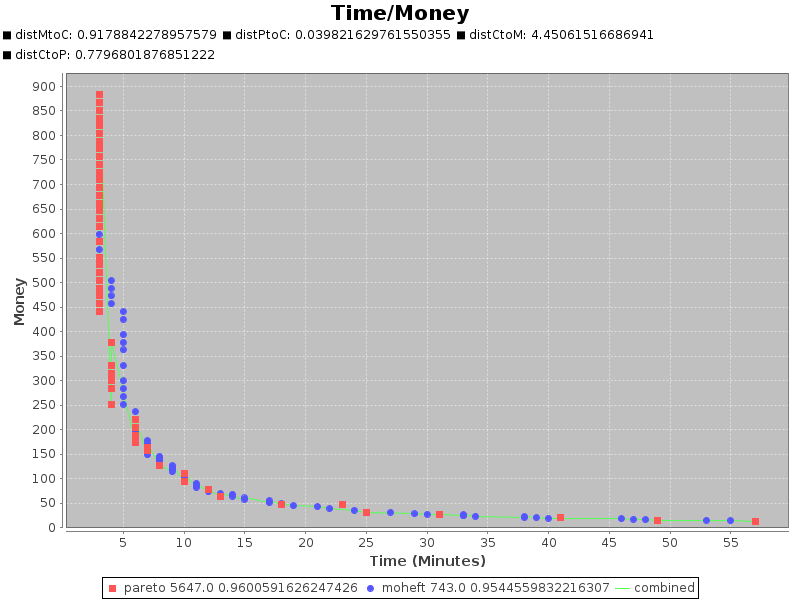 Time/Money
distMtoC: 0.9178842278957579 distPtoC: 0.039821629761550355 distCtoM: 4.45061516686941
distCtoP: 0.7796801876851222
900
850
800
750
700
650
600
550
500
450
400
350
300
250
200
150
100
50
0
Money
5 10 15 20 25 30 35 40 45 50 55
Time (Minutes)
pareto 5647.0 0.9600591626247426 moheft 743.0 0.9544559832216307 combined